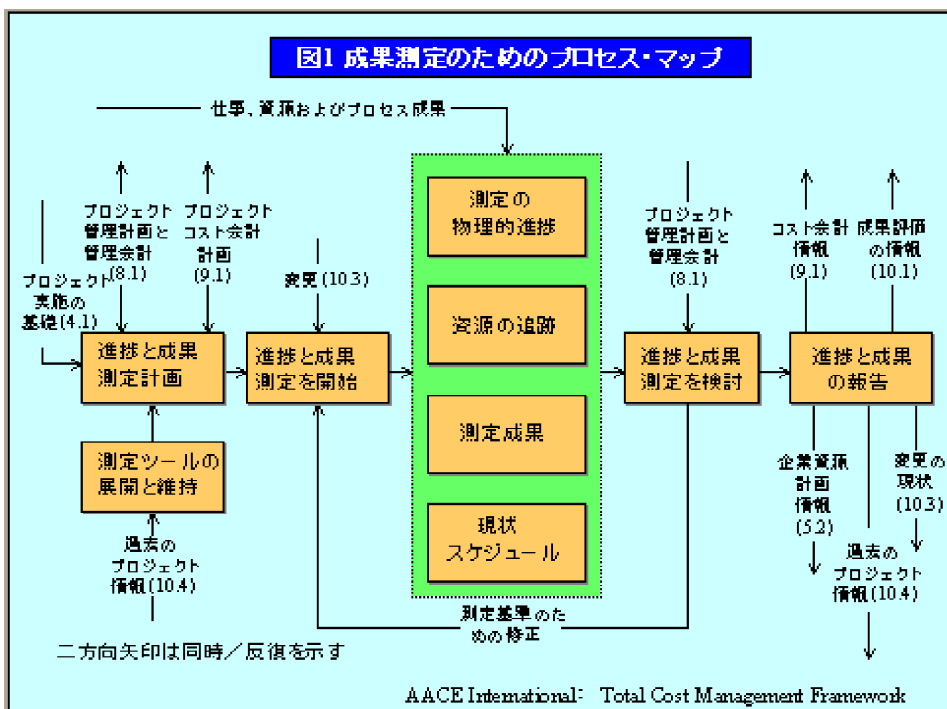 図1 成果測定のためのプロセス・マップ
仕事、資源およびプロセス成果
プロジェクト
管理計画と
管理会計
(8.1)
プロジェクト
コスト会計
計画
(9.1)
プロジェクト
実施の
基礎(4.1)
変更(10.3)
測定の
物理的進捗
プロジェクト
管理計画と
管理会計
(8.1)
コスト会計
情報
(9.1)
成果評価
の情報
(10.1)
資源の追跡
進捗と成果
測定計画
進捗と成果
測定を開始
進捗と成果
測定を検討
進捗と成果
の報告
測定ツールの
展開と維持
測定成果
企業資源
計画
情報
(5.2)
変更の
現状
(10.3)
現状
スケジュール
過去の
プロジェクト
情報(10.4)
過去の
プロジェクト
情報(10.4)
測定基準のた
めの修正
二方向矢印は同時/反復を示す
AACE International: Total Cost Management Framework